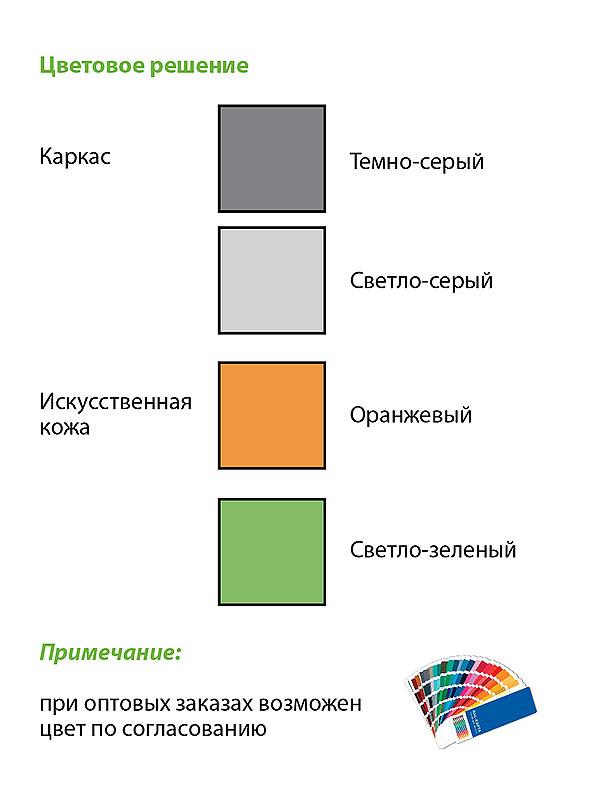 Цветовое решение
Каркас
Темно-серый
Светло-серый
Искусственная
кожа
Оранжевый
Светло-зеленый
Примечание:
при оптовых заказах возможен
цвет по согласованию